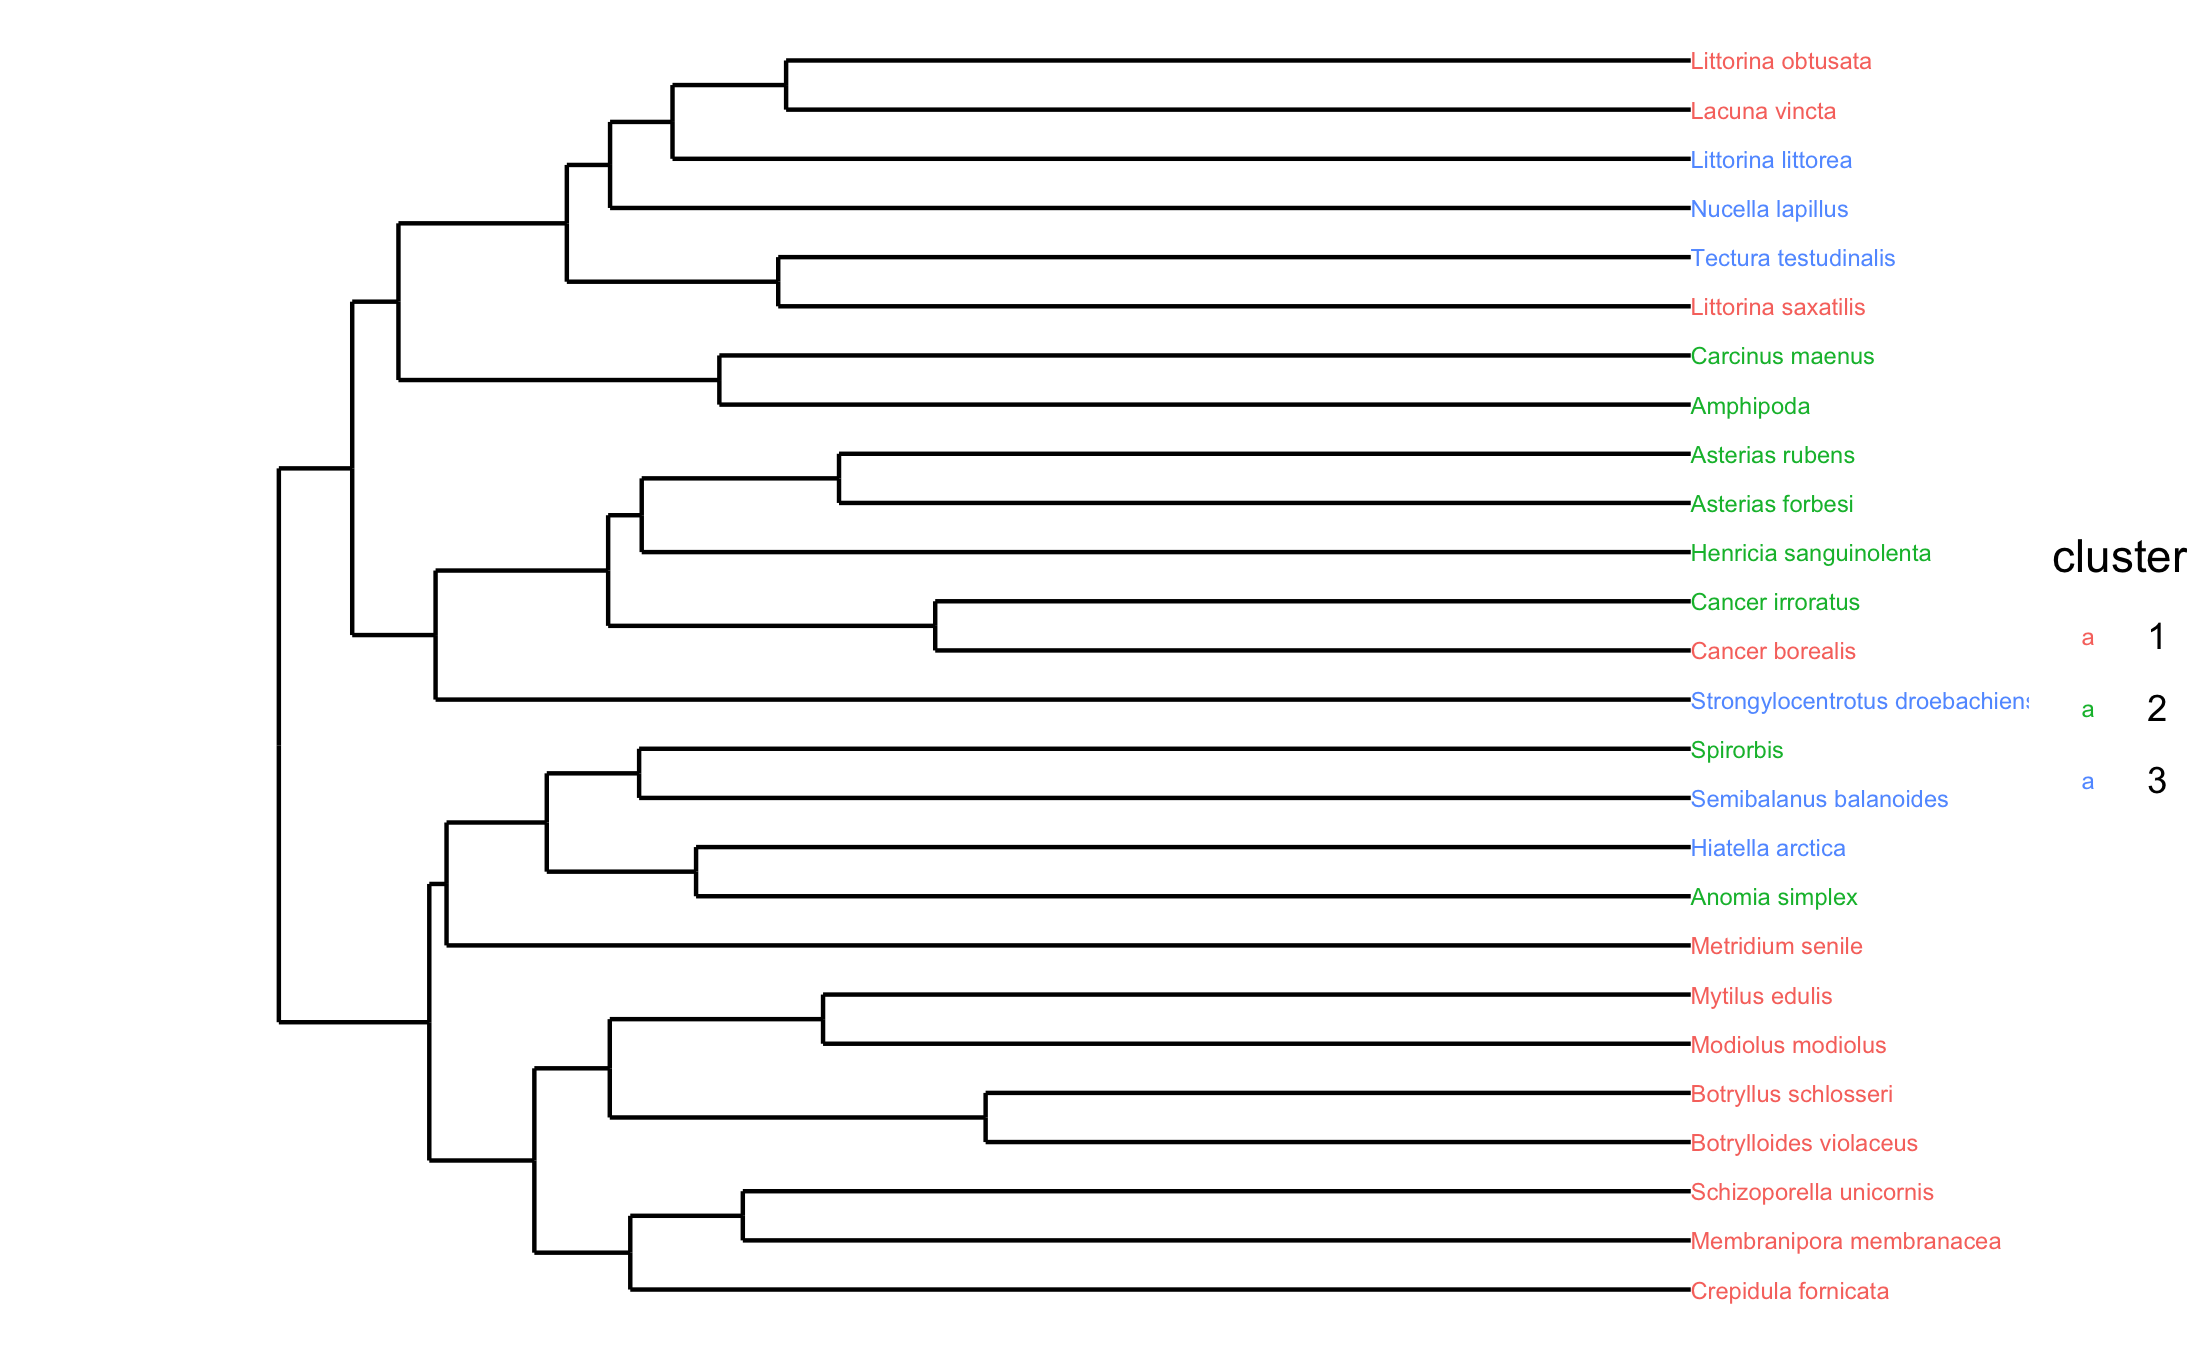 Littorina obtusata
Lacuna vincta
Littorina littorea
Nucella lapillus
Tectura testudinalis
Littorina saxatilis
Carcinus maenus
Amphipoda
Asterias rubens
Asterias forbesi
Henricia sanguinolenta
Cancer irroratus
Cancer borealis
Strongylocentrotus droebachiens
Spirorbis
Semibalanus balanoides
Hiatella arctica
Anomia simplex
Metridium senile
Mytilus edulis
Modiolus modiolus
Botryllus schlosseri
Botrylloides violaceus
Schizoporella unicornis
Membranipora membranacea
Crepidula fornicata
cluster
a 1
a 2
a 3